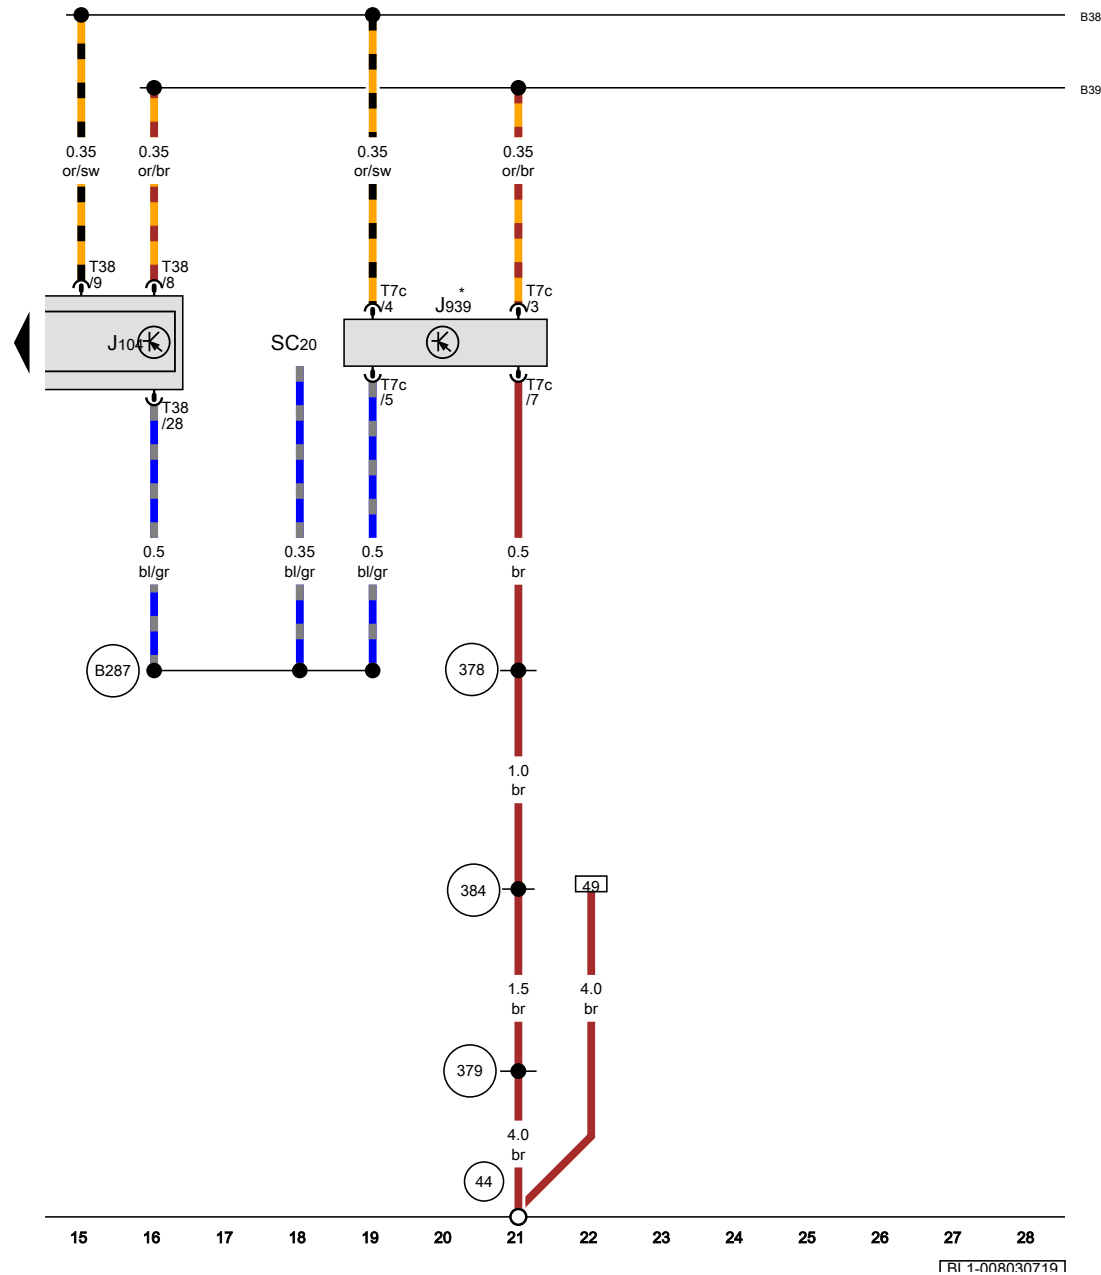 B38
B39
0.35
or/sw
0.35
or/br
0.35
or/sw
0.35
or/br
T38
/9
T38
/8
T7c
/4
*
J939
T7c
/3
J104
SC20
T38
/28
T7c
/5
T7c
/7
0.5
bl/gr
0.35
bl/gr
0.5
bl/gr
0.5
br
B287
378
1.0
br
384
49
1.5
br
4.0
br
379
4.0
br
44
15 16 17 18 19 20 21 22 23 24 25 26 27 28
BL1-008030719